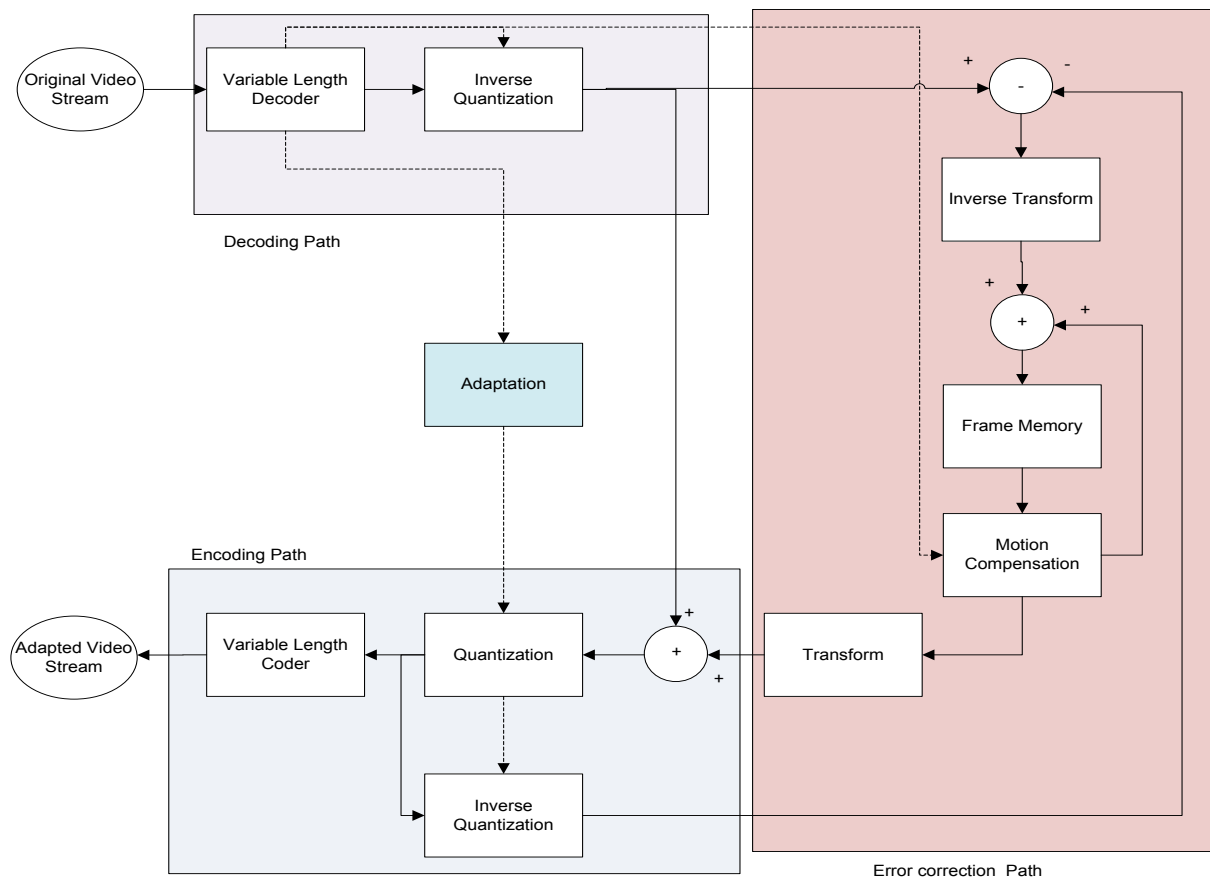 Original Video
Stream
Variable Length
Decoder
Inverse
Quantization
+
-
-
Inverse Transform
Decoding Path
+
+
+
Adaptation
Frame Memory
Motion
Compensation
Encoding Path
Adapted Video
Stream
Variable Length
Coder
Quantization
+
+
+
Transform
Inverse
Quantization
Error correction Path